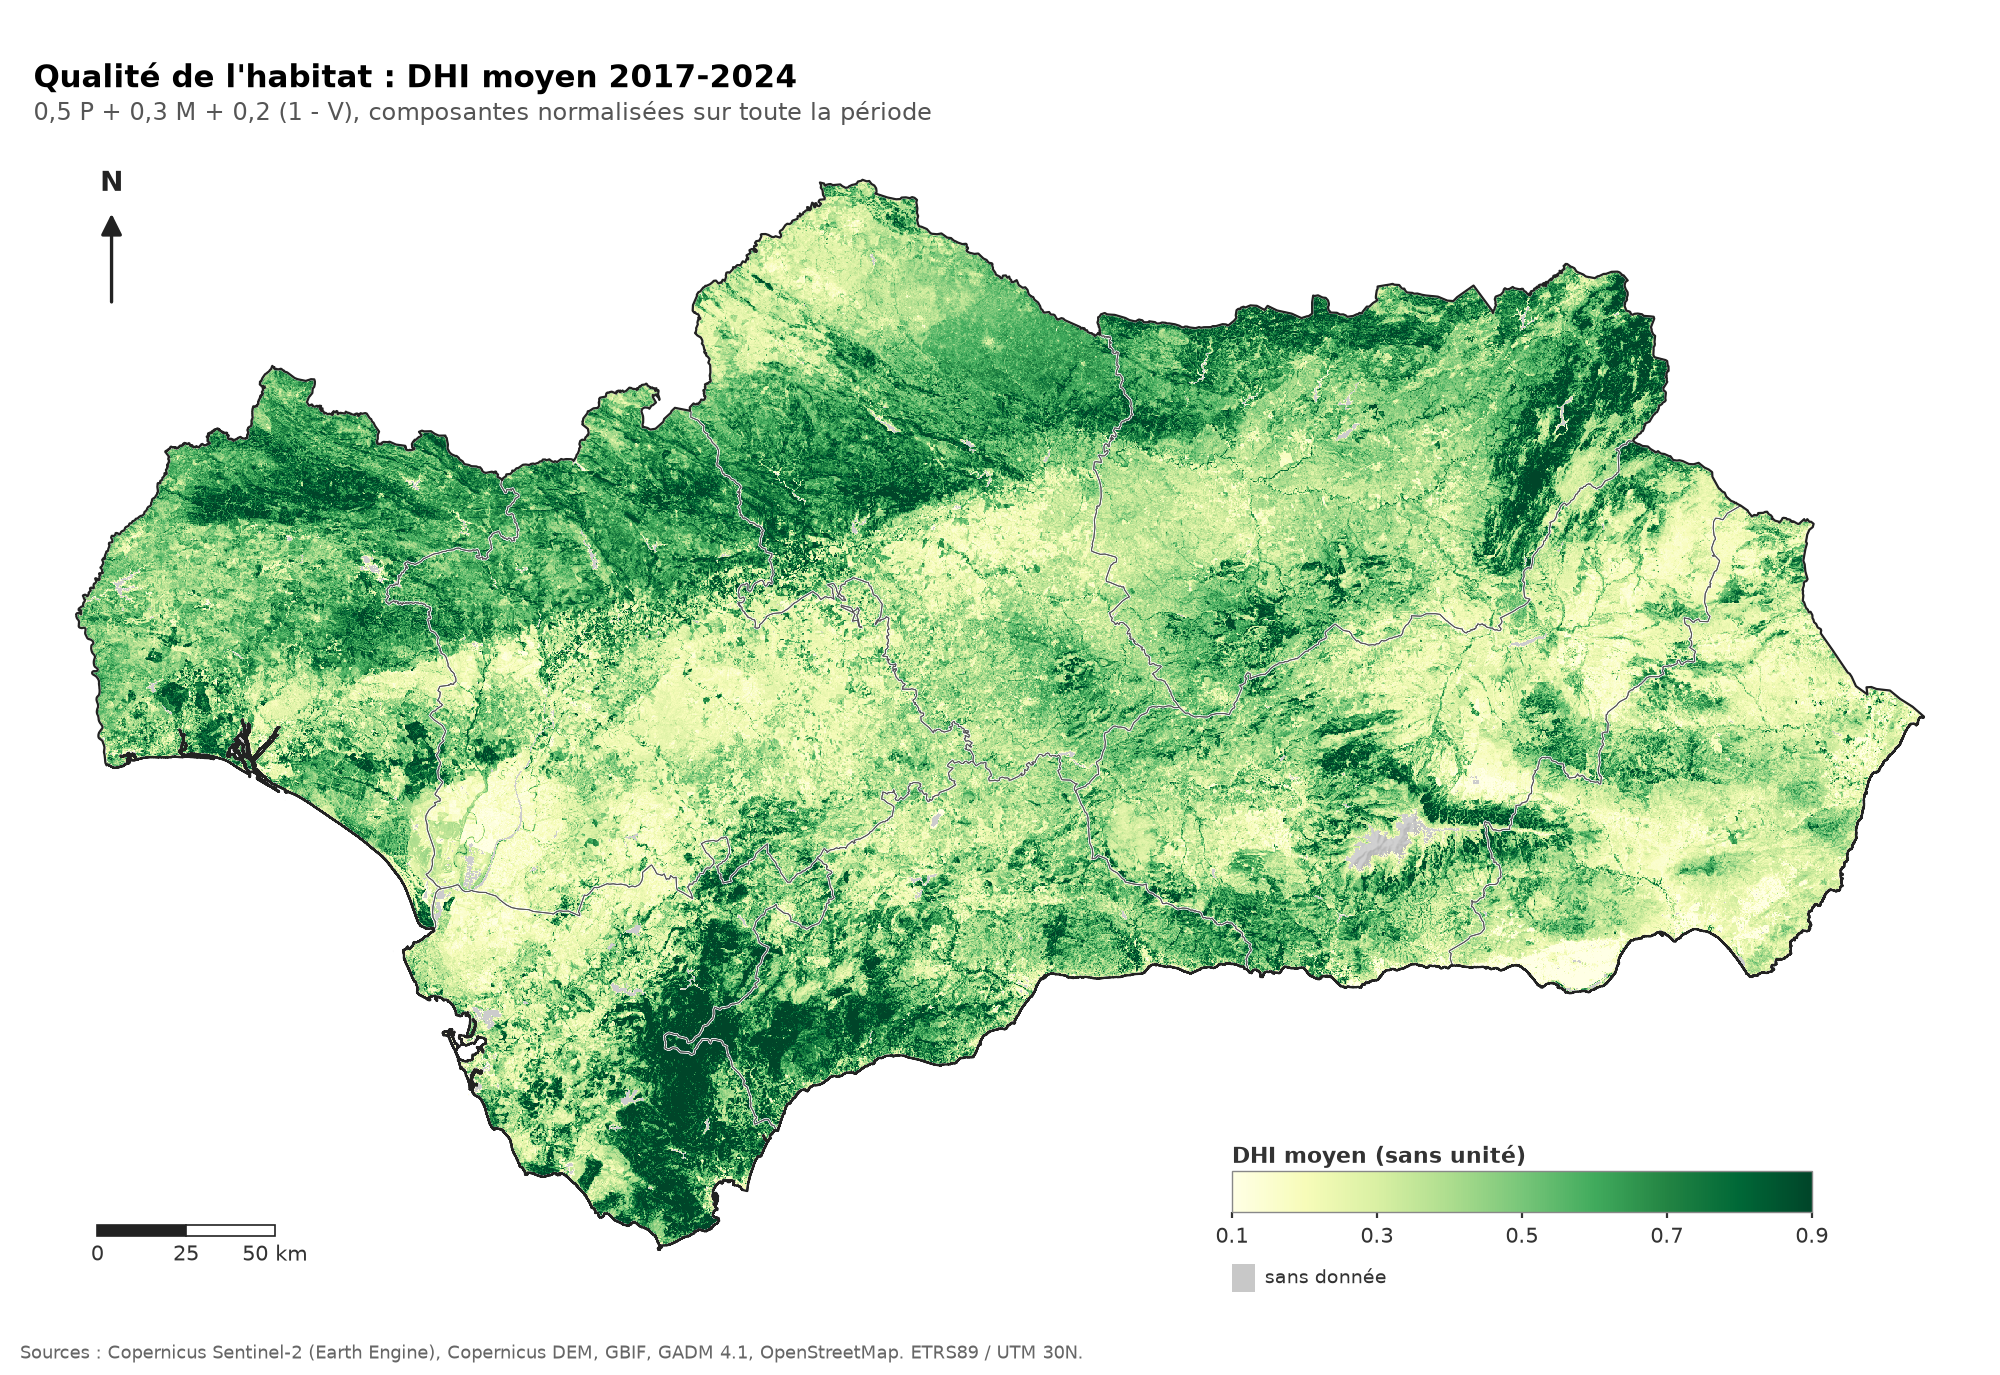 Qualité de l'habitat : DHI moyen 2017-2024
0,5 P + 0,3 M + 0,2 (1 - V), composantes normalisées sur toute la période
N
DHI moyen (sans unité)
0.1 0.3 0.5 0.7 0.9
sans donnée
0 25 50 km
Sources : Copernicus Sentinel-2 (Earth Engine), Copernicus DEM, GBIF, GADM 4.1, OpenStreetMap. ETRS89 / UTM 30N.